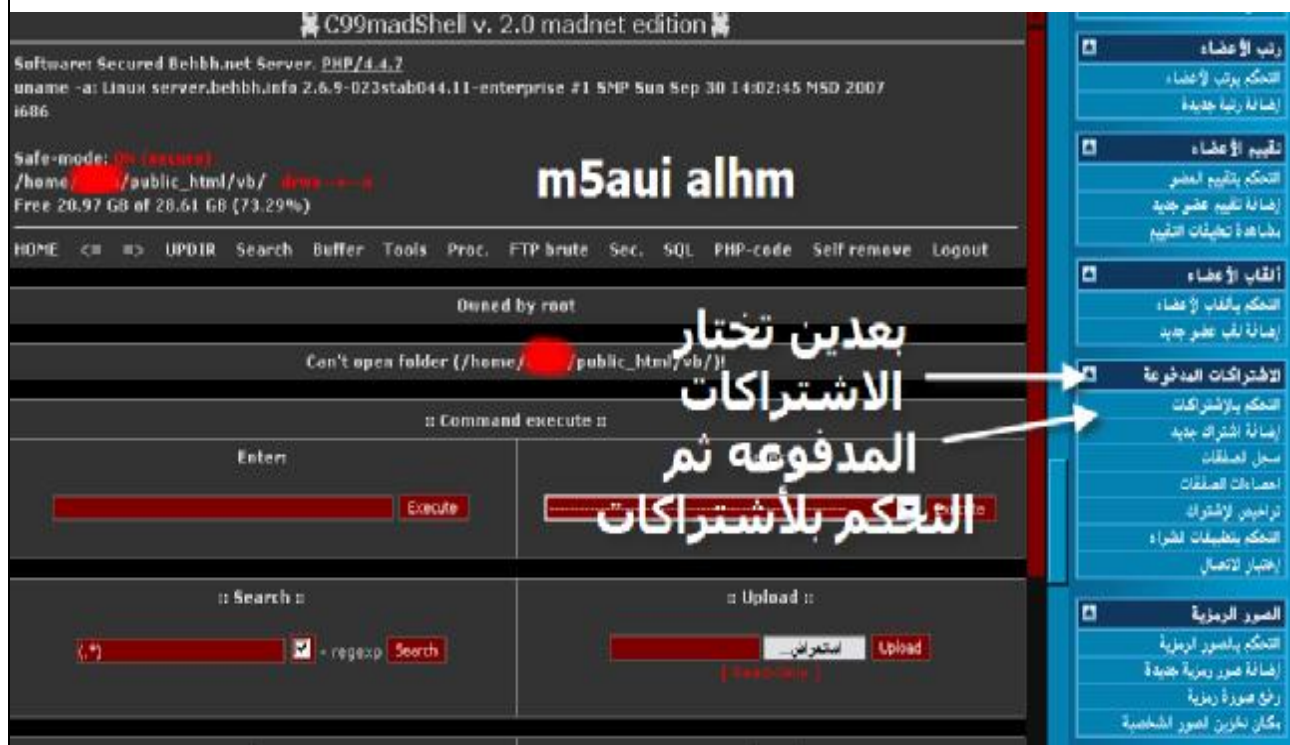 C99madShell v. 2.0 madnet edition
Software: Secured Behbh.net Server. PHP/4.4.7
uname -a: Linux server.behbh.info 2.6.9-023stab044.11-enterprise #1 SMP Sun Sep 30 14:02:45 MSD 2007
i686
Safe-mode: ON (secure)
/home/ /public_html/vb/
Free 20.97 GB of 28.61 GB (73.29%)
m5aui alhm
HOME <= => UPDIR Search Buffer Tools Proc. FTP brute Sec. SQL PHP-code Self remove Logout
Owned by root
Can't open folder (/home/ /public_html/vb/)!
:: Command execute ::
Enter:
Execute
بعدين تختار
الاشتراكات
المدفوعه ثم
التحكم بلأشتراكات
:: Search ::
(.*)
- regexp
Search
:: Upload ::
استعراض...
Upload
[ Read-Only ]
رتب الأعضاء
التحكم برتب الأعضاء
إضافة رتبة جديدة
تقييم الأعضاء
التحكم بتقييم العضو
إضافة تقييم عضو جديد
مشاهدة تعليقات التقييم
ألقاب الأعضاء
التحكم بألقاب الأعضاء
إضافة لقب عضو جديد
الاشتراكات المدفوعة
التحكم بالإشتراكات
إضافة اشتراك جديد
سجل الصفقات
احصاءات الصفقات
تراخيص الإشتراك
التحكم بتطبيقات الشراء
إختبار الاتصال
الصور الرمزية
التحكم بالصور الرمزية
إضافة صور رمزية جديدة
رفع صورة رمزية
مكان تخزين الصور الشخصية